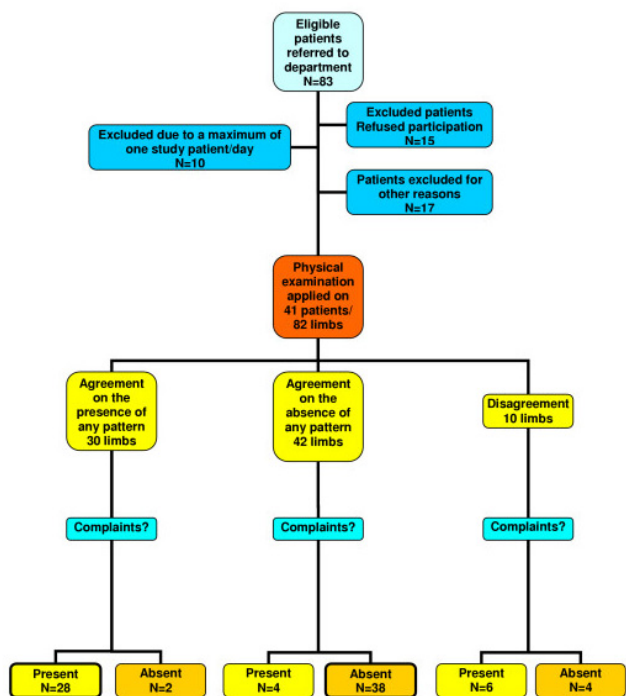 Eligible
patients
referred to
department
N=83
Excluded patients
Refused participation
N=15
Excluded due to a maximum of
one study patient/day
N=10
Patients excluded for
other reasons
N=17
Physical
examination
applied on
41 patients/
82 limbs
Agreement
on the
presence of
any pattern
30 limbs
Agreement
on the
absence of
any pattern
42 limbs
Disagreement
10 limbs
Complaints?
Complaints?
Complaints?
Present
N=28
Absent
N=2
Present
N=4
Absent
N=38
Present
N=6
Absent
N=4